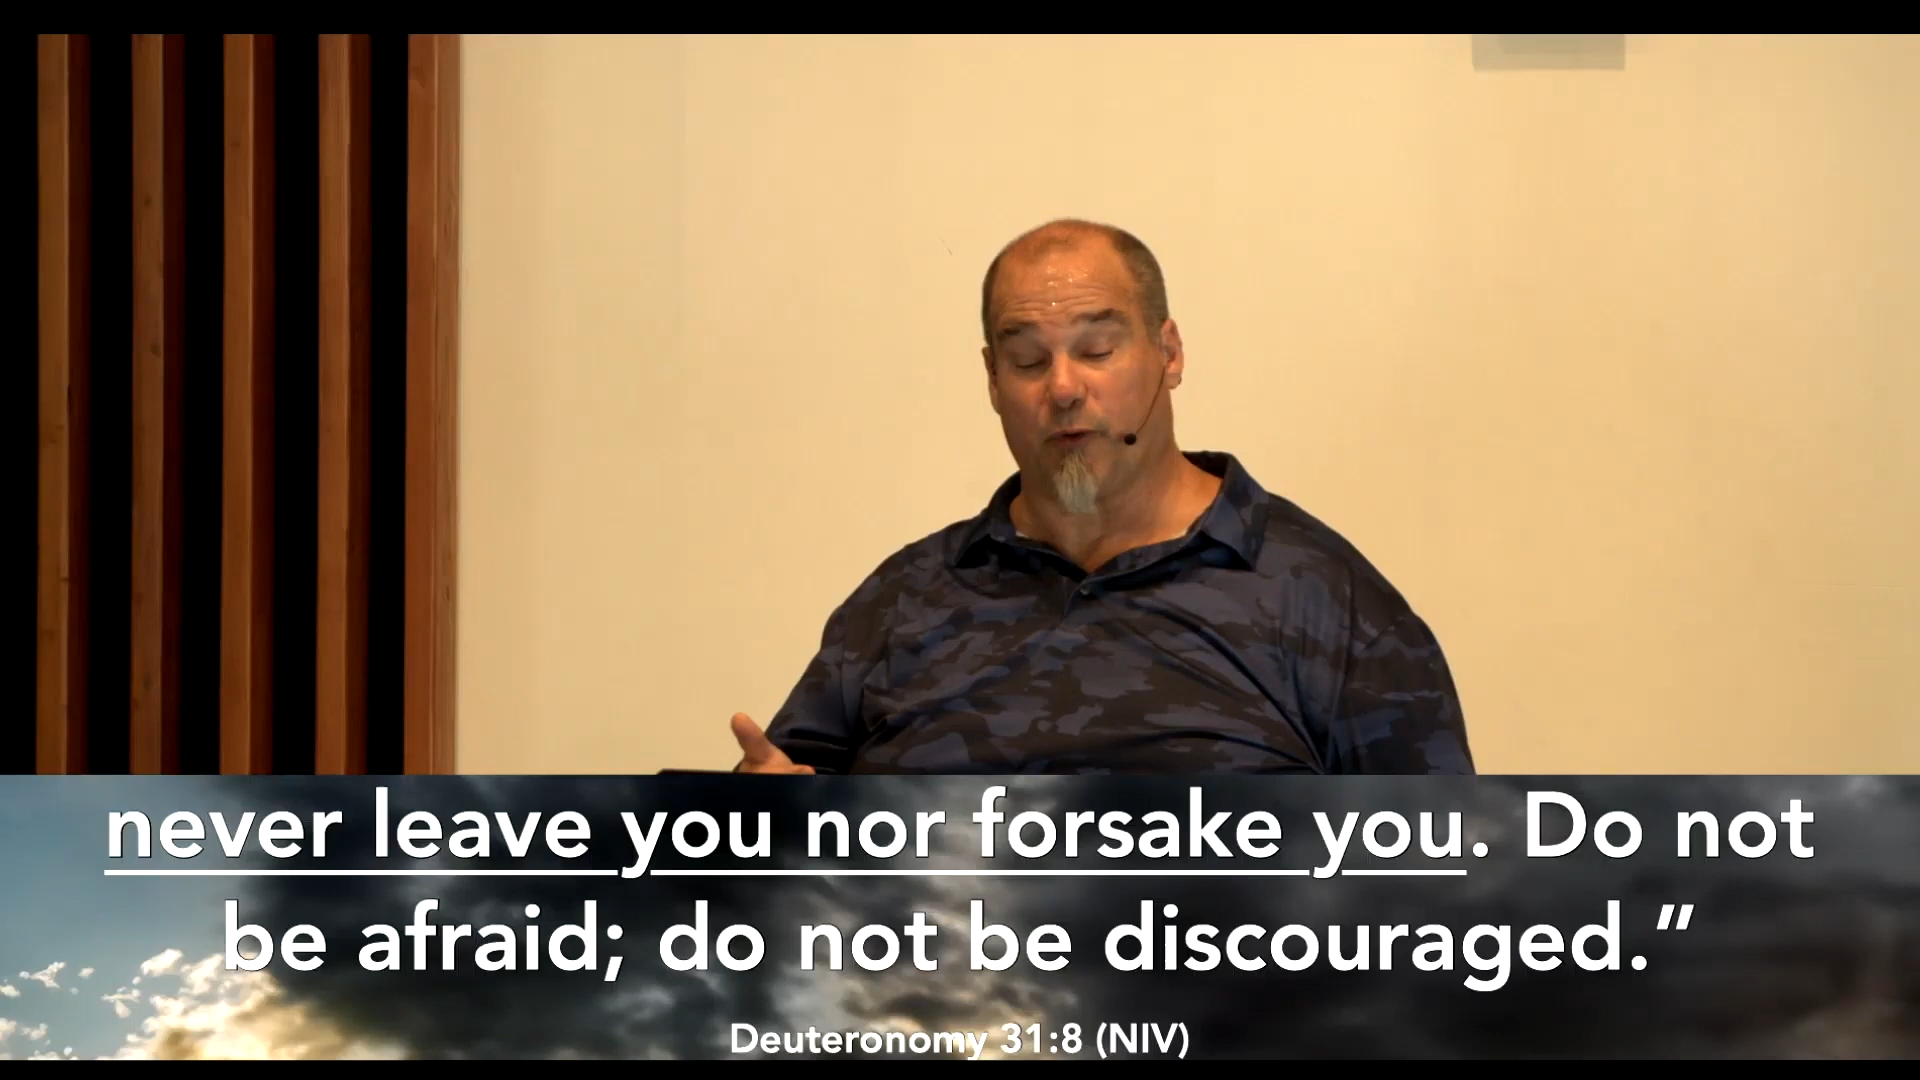 never leave you nor forsake you. Do not
be afraid; do not be discouraged.”
Deuteronomy 31:8 (NIV)